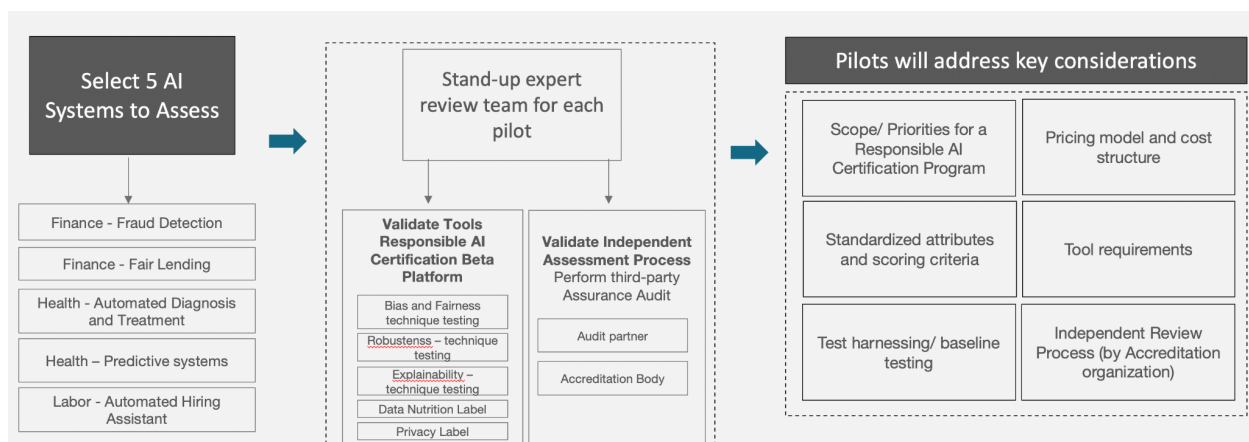 Select 5 AI
Systems to Assess
Finance - Fraud Detection
Finance - Fair Lending
Health - Automated Diagnosis
and Treatment
Health – Predictive systems
Labor - Automated Hiring
Assistant
Stand-up expert
review team for each
pilot
Validate Tools
Responsible AI
Certification Beta
Platform
Bias and Fairness
technique testing
Robustenss – technique
testing
Explainability –
technique testing
Data Nutrition Label
Privacy Label
Validate Independent
Assessment Process
Perform third-party
Assurance Audit
Audit partner
Accreditation Body
Pilots will address key considerations
Scope/ Priorities for a
Responsible AI
Certification Program
Pricing model and cost
structure
Standardized attributes
and scoring criteria
Tool requirements
Test harnessing/ baseline
testing
Independent Review
Process (by Accreditation
organization)